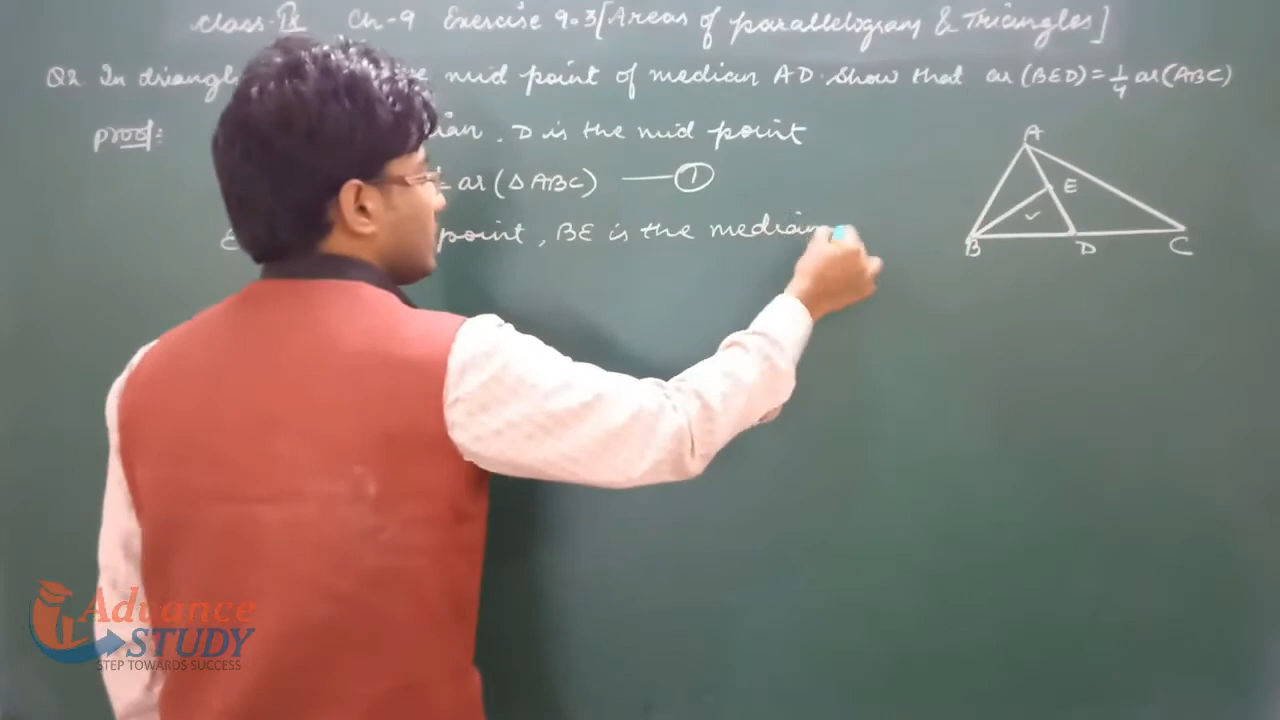 Class-IX Ch-9 Exercise 9.3 [Areas of parallelogram & Triangles]
Q2 In mid point of median AD. Show that ar(BED) = 1/4 ar(ABC)
proof: , D is the mid point
ar(△ABC) — ①
point, BE is the median
A
E
B
D
C
Advance
STUDY
STEP TOWARDS SUCCESS